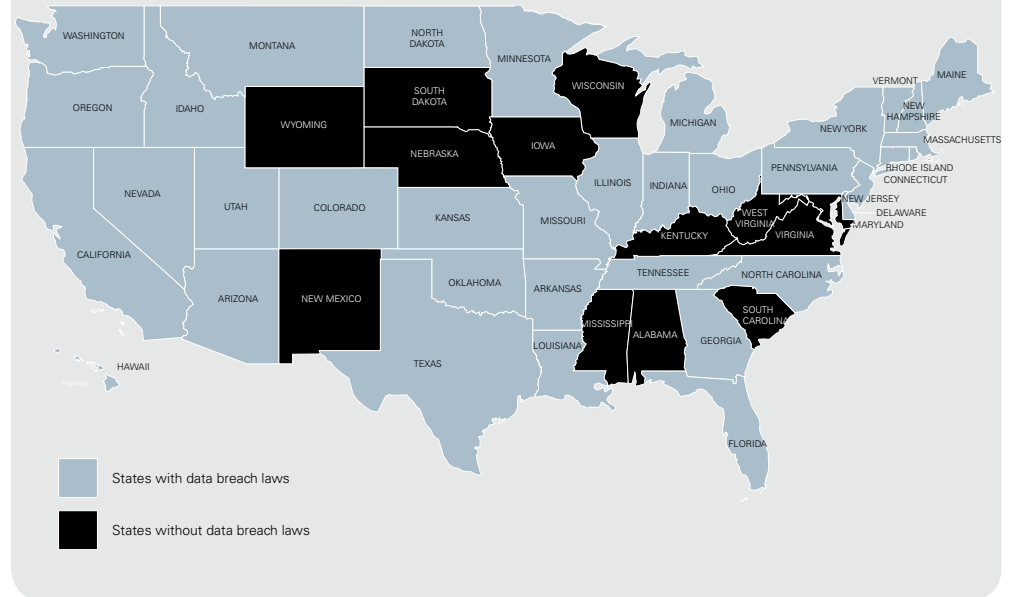 WASHINGTON
MONTANA
NORTH
DAKOTA
MINNESOTA
WISCONSIN
MAINE
VERMONT
OREGON
IDAHO
SOUTH
DAKOTA
NEW
HAMPSHIRE
WYOMING
MICHIGAN
NEW YORK
MASSACHUSETTS
NEBRASKA
IOWA
PENNSYLVANIA
RHODE ISLAND
CONNECTICUT
NEVADA
UTAH
COLORADO
KANSAS
MISSOURI
ILLINOIS
INDIANA
OHIO
NEW JERSEY
DELAWARE
MARYLAND
WEST
VIRGINIA
VIRGINIA
KENTUCKY
CALIFORNIA
ARIZONA
NEW MEXICO
OKLAHOMA
ARKANSAS
TENNESSEE
NORTH CAROLINA
SOUTH
CAROLINA
MISSISSIPPI
ALABAMA
GEORGIA
LOUISIANA
TEXAS
HAWAII
Hawaii
FLORIDA
States with data breach laws
States without data breach laws